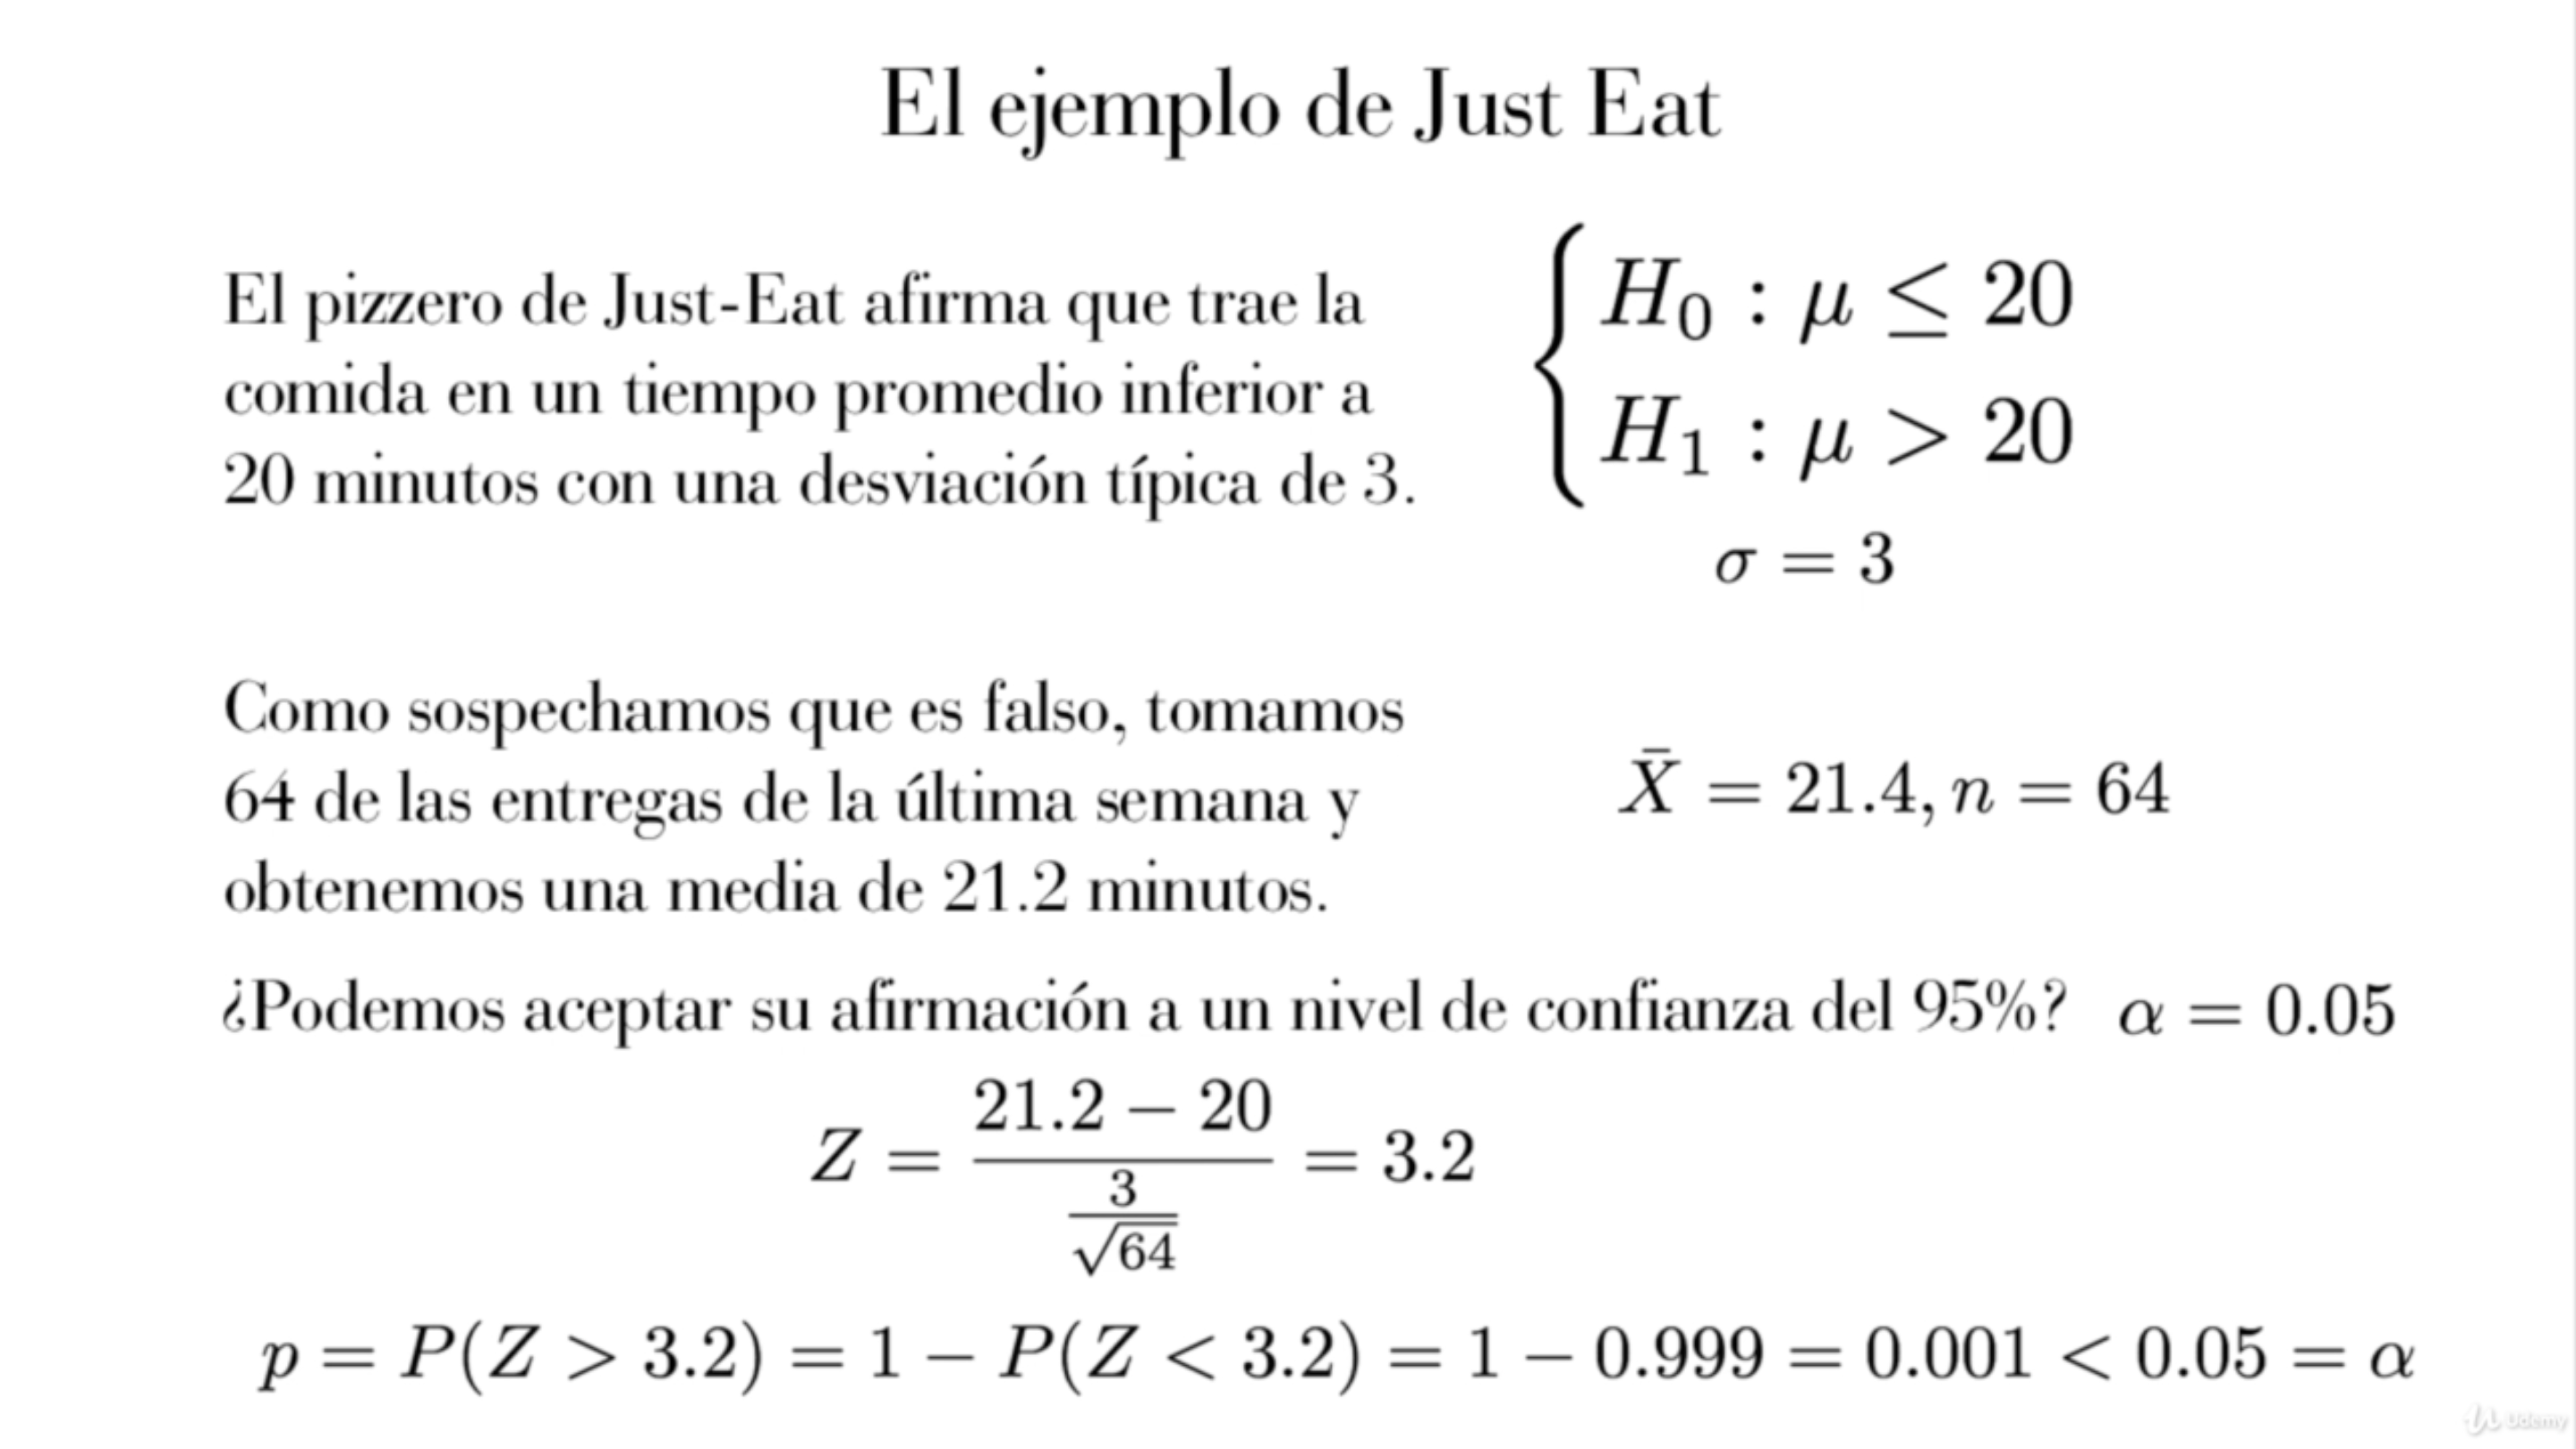 El ejemplo de Just Eat
El pizzero de Just-Eat afirma que trae la
comida en un tiempo promedio inferior a
20 minutos con una desviación típica de 3.
H₀ : μ ≤ 20
H₁ : μ > 20
σ = 3
Como sospechamos que es falso, tomamos
64 de las entregas de la última semana y
obtenemos una media de 21.2 minutos.
X̄ = 21.4, n = 64
¿Podemos aceptar su afirmación a un nivel de confianza del 95%? α = 0.05
Z = (21.2 − 20) / (3/√64) = 3.2
p = P(Z > 3.2) = 1 − P(Z < 3.2) = 1 − 0.999 = 0.001 < 0.05 = α
Udemy